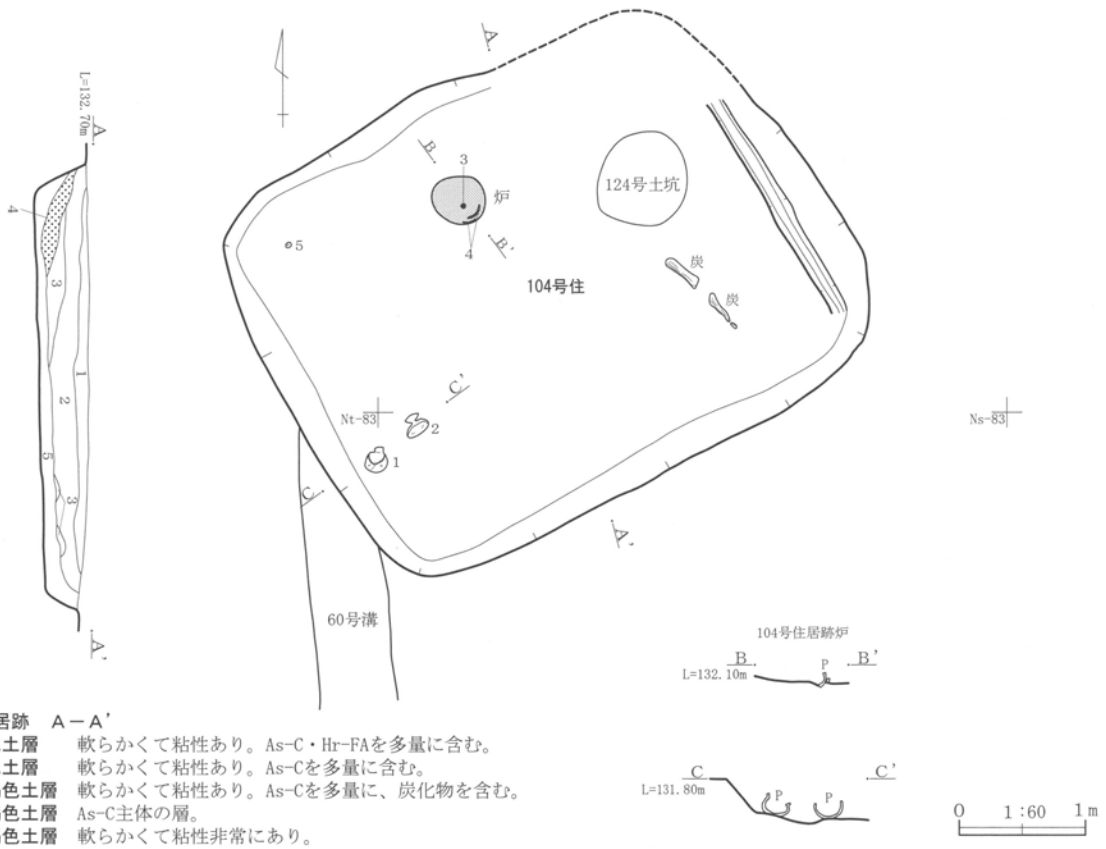 L=132.70m
A
4
3
1
2
5
3
A'
A
B
3
炉
4
B'
5
124号土坑
炭
炭
104号住
C'
Nt-83
2
1
C
Ns-83
A'
60号溝
104号住居跡炉
B
B'
L=132.10m
P
C
C'
L=131.80m
P
P
0 1:60 1m
居跡 A－A'
土層 軟らかくて粘性あり。As-C・Hr-FAを多量に含む。
土層 軟らかくて粘性あり。As-Cを多量に含む。
色土層 軟らかくて粘性あり。As-Cを多量に、炭化物を含む。
色土層 As-C主体の層。
色土層 軟らかくて粘性非常にあり。